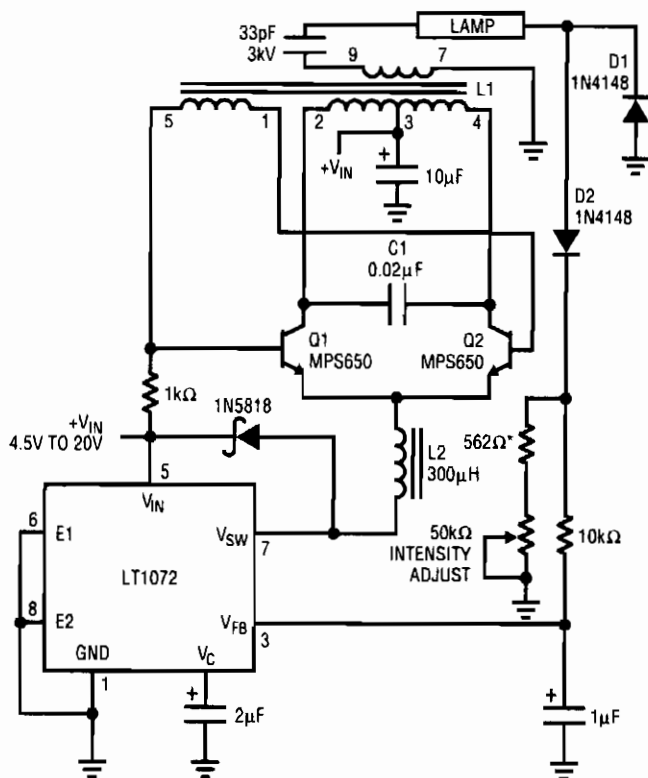 33pF
3kV
LAMP
9
7
D1
1N4148
L1
5
1
2
3
4
+VIN
+
10µF
D2
1N4148
C1
0.02µF
Q1
MPS650
Q2
MPS650
1kΩ
1N5818
+VIN
4.5V TO 20V
L2
300µH
562Ω*
50kΩ
INTENSITY
ADJUST
10kΩ
5
VIN
6
E1
VSW
7
LT1072
8
E2
VFB
3
GND
VC
1
+
2µF
+
1µF